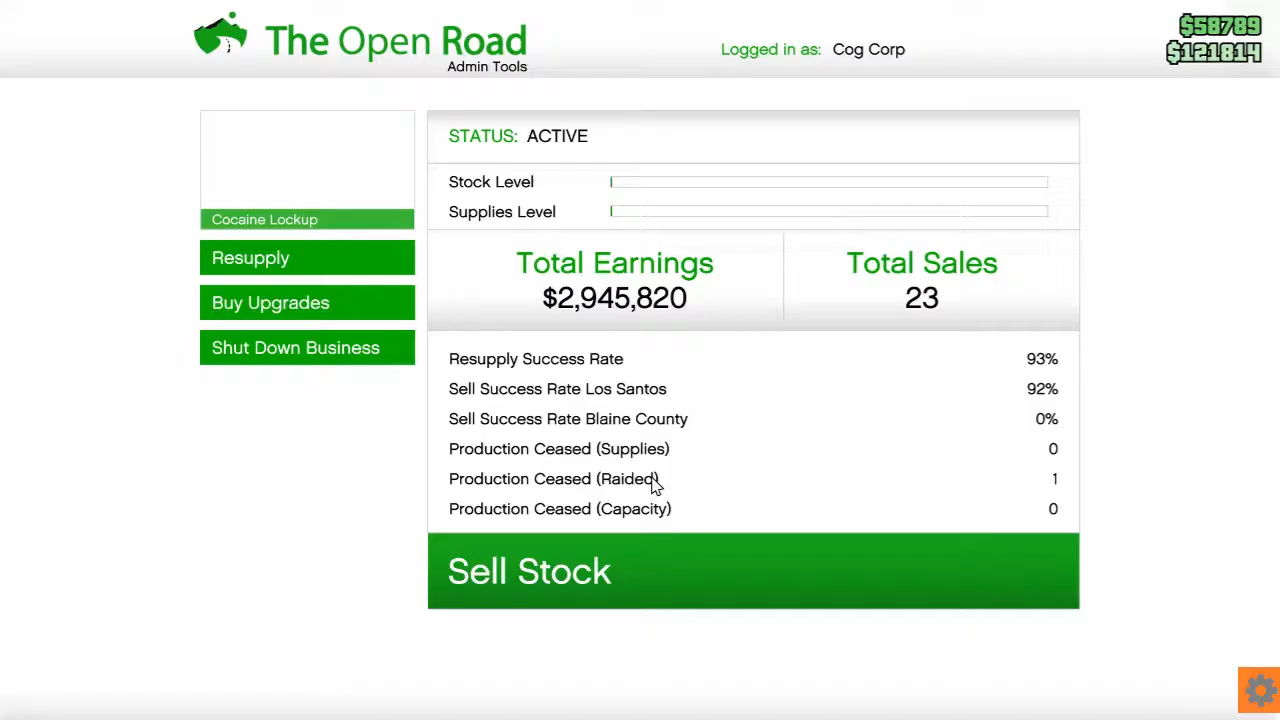 The Open Road
Admin Tools
Logged in as: Cog Corp
$58789
$121814
Cocaine Lockup
Resupply
Buy Upgrades
Shut Down Business
STATUS: ACTIVE
Stock Level
Supplies Level
Total Earnings
$2,945,820
Total Sales
23
Resupply Success Rate 93%
Sell Success Rate Los Santos 92%
Sell Success Rate Blaine County 0%
Production Ceased (Supplies) 0
Production Ceased (Raided) 1
Production Ceased (Capacity) 0
Sell Stock